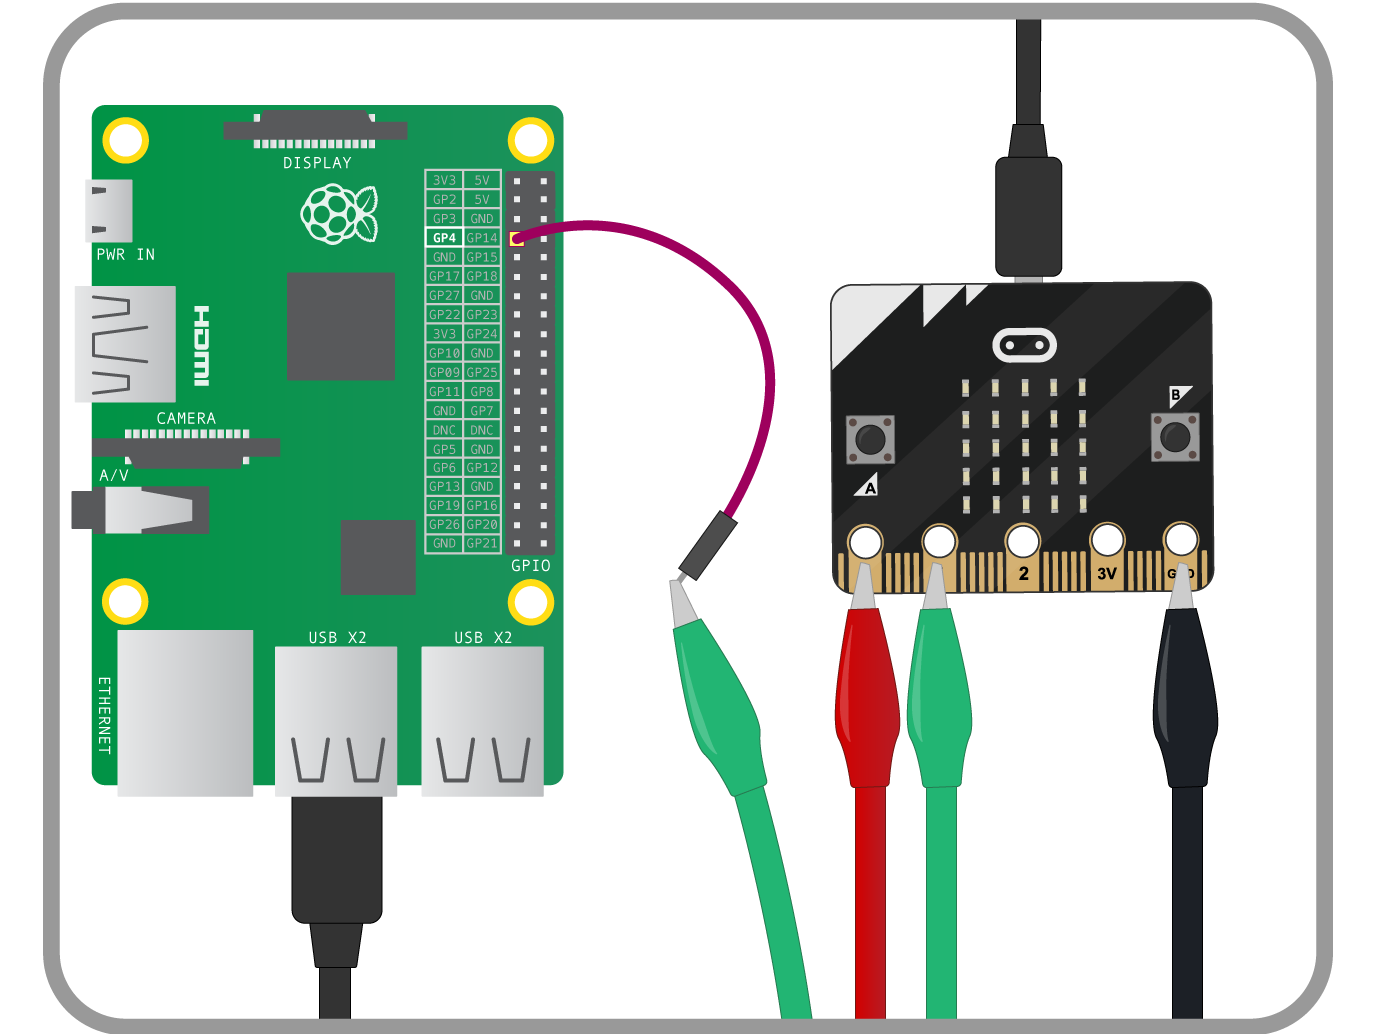 DISPLAY
3V3 5V
GP2 5V
GP3 GND
GP4 GP14
GND GP15
GP17 GP18
GP27 GND
GP22 GP23
3V3 GP24
GP10 GND
GP09 GP25
GP11 GP8
GND GP7
DNC DNC
GP5 GND
GP6 GP12
GP13 GND
GP19 GP16
GP26 GP20
GND GP21
GPIO
PWR IN
HDMI
CAMERA
A/V
USB X2
USB X2
ETHERNET
B
A
2
3V
GND